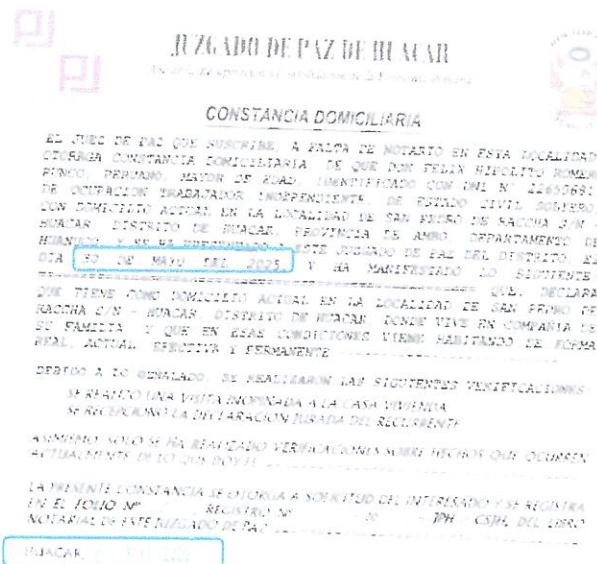 JUZGADO DE PAZ DE HUACAR
CONSTANCIA DOMICILIARIA
EL JUEZ DE PAZ QUE SUSCRIBE, A FALTA DE NOTARIO EN ESTA LOCALIDAD
OTORGA CONSTANCIA DOMICILIARIA, DE QUE DON FELIX HIPOLITO ROMERO
PERUANO, MAYOR DE EDAD, IDENTIFICADO CON DNI N°
DE OCUPACION TRABAJADOR INDEPENDIENTE, DE ESTADO CIVIL SOLTERO,
CON DOMICILIO ACTUAL EN LA LOCALIDAD DE SAN PEDRO DE RACCHA S/N -
HUACAR, DISTRITO DE HUACAR, PROVINCIA DE AMBO, DEPARTAMENTO DE
HUANUCO, Y SE HA PRESENTADO A ESTE JUZGADO DE PAZ DEL DISTRITO, EL
DIA 30 DE MAYO DEL 2025, Y HA MANIFESTADO LO SIGUIENTE:
QUE, DECLARA
QUE TIENE COMO DOMICILIO ACTUAL EN LA LOCALIDAD DE SAN PEDRO DE
RACCHA S/N - HUACAR, DISTRITO DE HUACAR, DONDE VIVE EN COMPAÑIA DE
SU FAMILIA, Y QUE EN ESAS CONDICIONES VIENE HABITANDO DE FORMA
REAL, ACTUAL, EFECTIVA Y PERMANENTE
DEBIDO A LO SEÑALADO, SE REALIZARON LAS SIGUIENTES VERIFICACIONES:
SE REALIZO UNA VISITA INOPINADA A LA CASA VIVIENDA
SE RECEPCIONO LA DECLARACION JURADA DEL RECURRENTE
ASIMISMO, SOLO SE HA REALIZADO VERIFICACIONES SOBRE HECHOS QUE OCURREN
ACTUALMENTE, DE LO QUE DOY FE
LA PRESENTE CONSTANCIA SE OTORGA A SOLICITUD DEL INTERESADO Y SE REGISTRA
EN EL FOLIO N° REGISTRO N° - JPH - CSJH, DEL LIBRO
NOTARIAL DE ESTE JUZGADO DE PAZ
HUACAR,